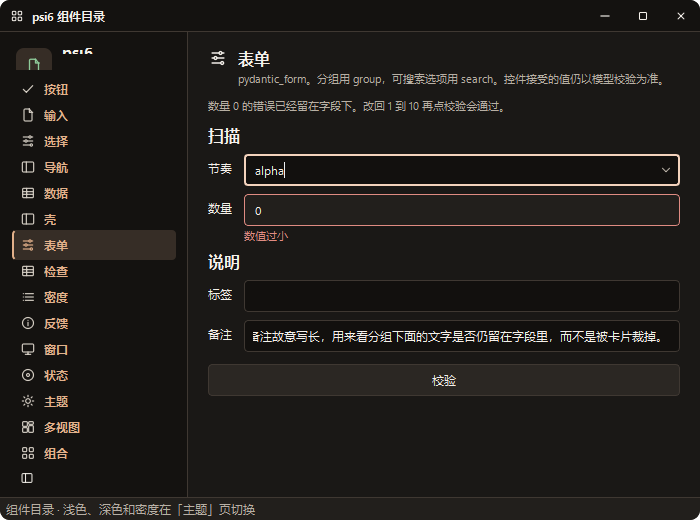 psi6 组件目录
psi6
按钮
输入
选择
导航
数据
壳
表单
检查
密度
反馈
窗口
状态
主题
多视图
组合
表单
pydantic_form。分组用 group，可搜索选项用 search。控件接受的值仍以模型校验为准。
数量 0 的错误已经留在字段下。改回 1 到 10 再点校验会通过。
扫描
节奏 alpha
数量 0
数值过小
说明
标签
备注 备注故意写长，用来看分组下面的文字是否仍留在字段里，而不是被卡片裁掉。
校验
组件目录 · 浅色、深色和密度在「主题」页切换